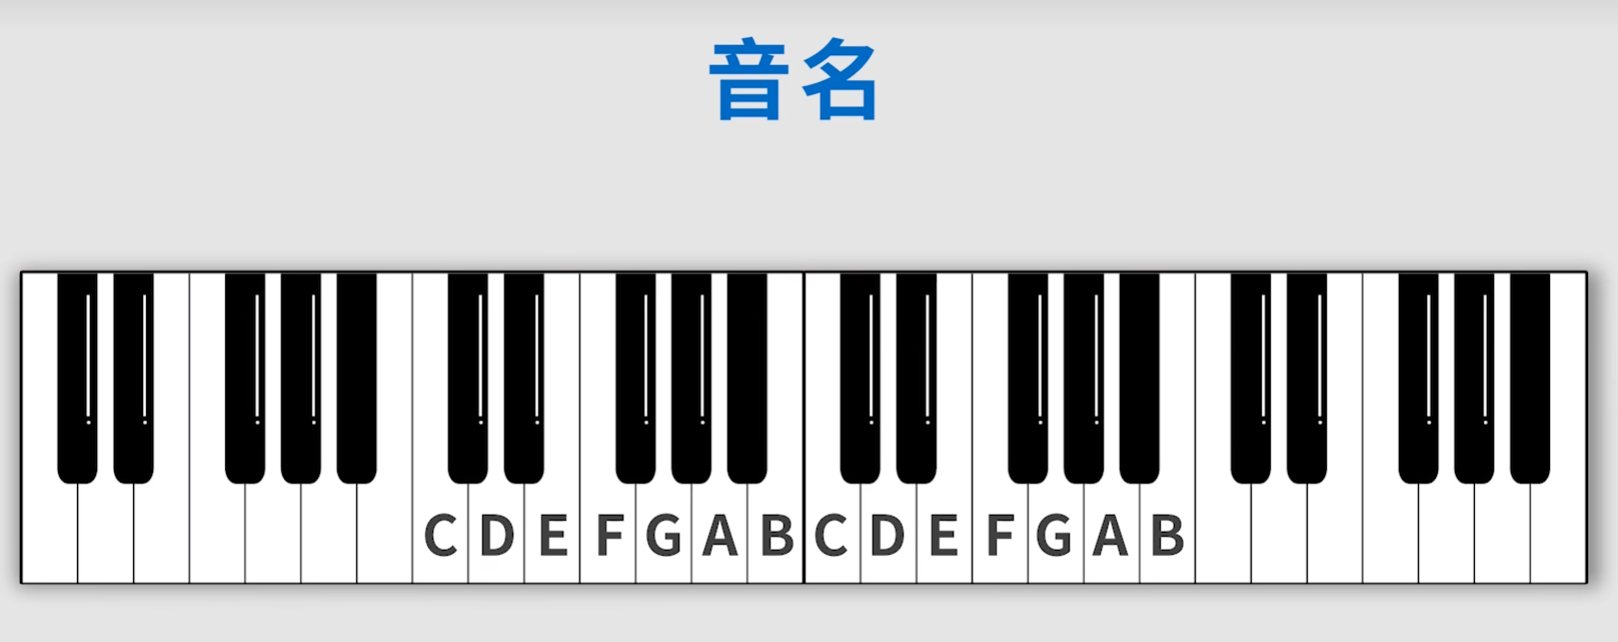 音名
C D E F G A B C D E F G A B